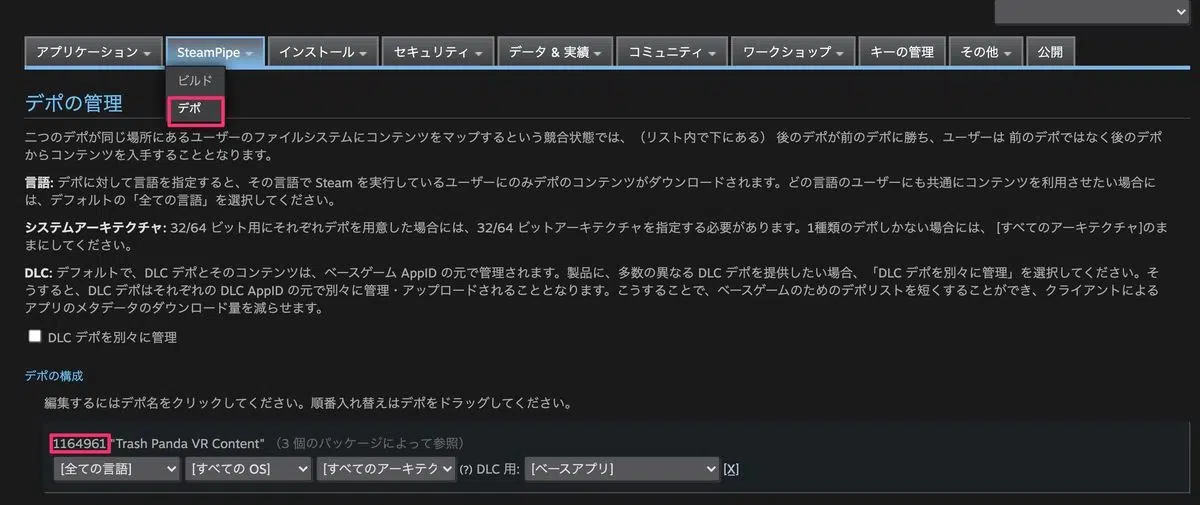 アプリケーション SteamPipe インストール セキュリティ データ & 実績 コミュニティ ワークショップ キーの管理 その他 公開
ビルド
デポ
デポの管理
二つのデポが同じ場所にあるユーザーのファイルシステムにコンテンツをマップするという競合状態では、（リスト内で下にある） 後のデポが前のデポに勝ち、ユーザーは 前のデポではなく後のデポ
からコンテンツを入手することとなります。
言語: デポに対して言語を指定すると、その言語で Steam を実行しているユーザーにのみデポのコンテンツがダウンロードされます。どの言語のユーザーにも共通にコンテンツを利用させたい場合に
は、デフォルトの「全ての言語」を選択してください。
システムアーキテクチャ: 32/64 ビット用にそれぞれデポを用意した場合には、32/64 ビットアーキテクチャを指定する必要があります。1種類のデポしかない場合には、 [すべてのアーキテクチャ]のま
まにしてください。
DLC: デフォルトで、DLC デポとそのコンテンツは、ベースゲーム AppID の元で管理されます。製品に、多数の異なる DLC デポを提供したい場合、「DLC デポを別々に管理」を選択してください。そ
うすると、DLC デポはそれぞれの DLC AppID の元で別々に管理・アップロードされることとなります。こうすることで、ベースゲームのためのデポリストを短くすることができ、クライアントによる
アプリのメタデータのダウンロード量を減らせます。
DLC デポを別々に管理
デポの構成
編集するにはデポ名をクリックしてください。順番入れ替えはデポをドラッグしてください。
1164961 "Trash Panda VR Content" （3 個のパッケージによって参照）
[全ての言語] [すべての OS] [すべてのアーキテク (?) DLC 用: [ベースアプリ] [X]